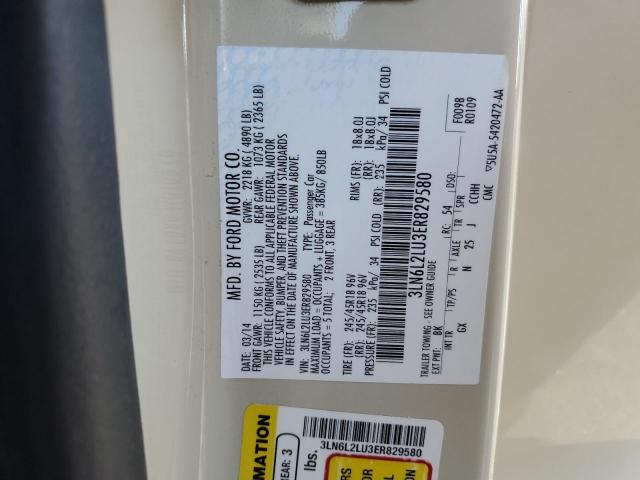 MFD. BY FORD MOTOR CO.
DATE: 03/14 GVWR: 2218 KG ( 4890 LB)
FRONT GAWR: 1150 KG ( 2535 LB) REAR GAWR: 1073 KG ( 2365 LB)
THIS VEHICLE CONFORMS TO ALL APPLICABLE FEDERAL MOTOR
VEHICLE SAFETY, BUMPER, AND THEFT PREVENTION STANDARDS
IN EFFECT ON THE DATE OF MANUFACTURE SHOWN ABOVE.
VIN: 3LN6L2LU3ER829580 TYPE: Passenger Car
MAXIMUM LOAD = OCCUPANTS + LUGGAGE = 385KG/ 850LB
OCCUPANTS = 5 TOTAL; 2 FRONT, 3 REAR
TIRE (FR): 245/45R18 96V RIMS (FR): 18x8.0J
(RR): 245/45R18 96V (RR): 18x8.0J
PRESSURE (FR): 235 kPa/ 34 PSI COLD (RR): 235 kPa/ 34 PSI COLD
3LN6L2LU3ER829580
TRAILER TOWING - SEE OWNER GUIDE F0098
EXT PNT: BK RC: 54 DSO: R0109
INT TR TP/PS R AXLE TR SPR
GX N 25 J CCHH
CMC ▽5U5A-5420472-AA
3LN6L2LU3ER829580
REAR: 3
lbs.